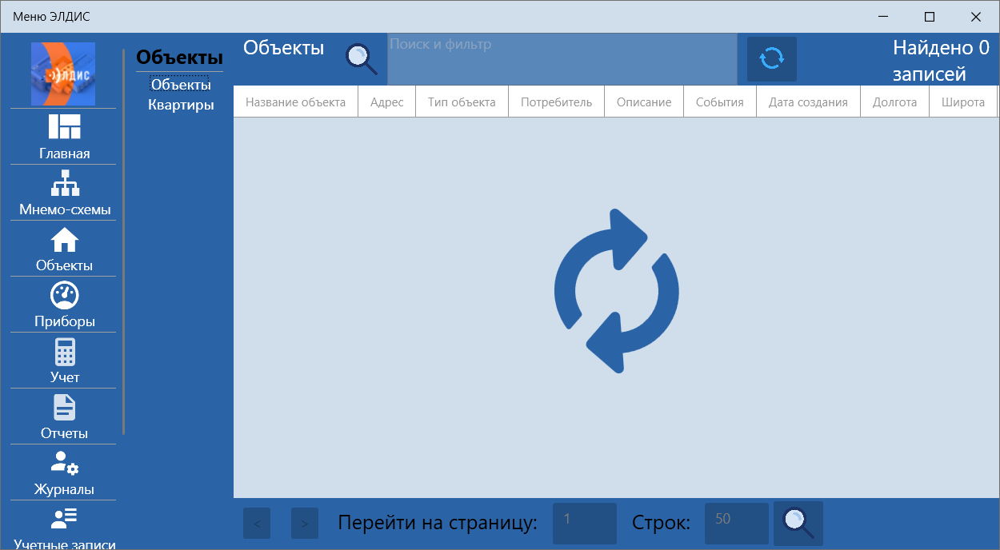 Меню ЭЛДИС
ЭЛДИС
Главная
Мнемо-схемы
Объекты
Приборы
Учет
Отчеты
Журналы
Учетные записи
Объекты
Объекты
Квартиры
Объекты
Поиск и фильтр
Найдено 0
записей
Название объекта Адрес Тип объекта Потребитель Описание События Дата создания Долгота Широта
< > Перейти на страницу: 1 Строк: 50